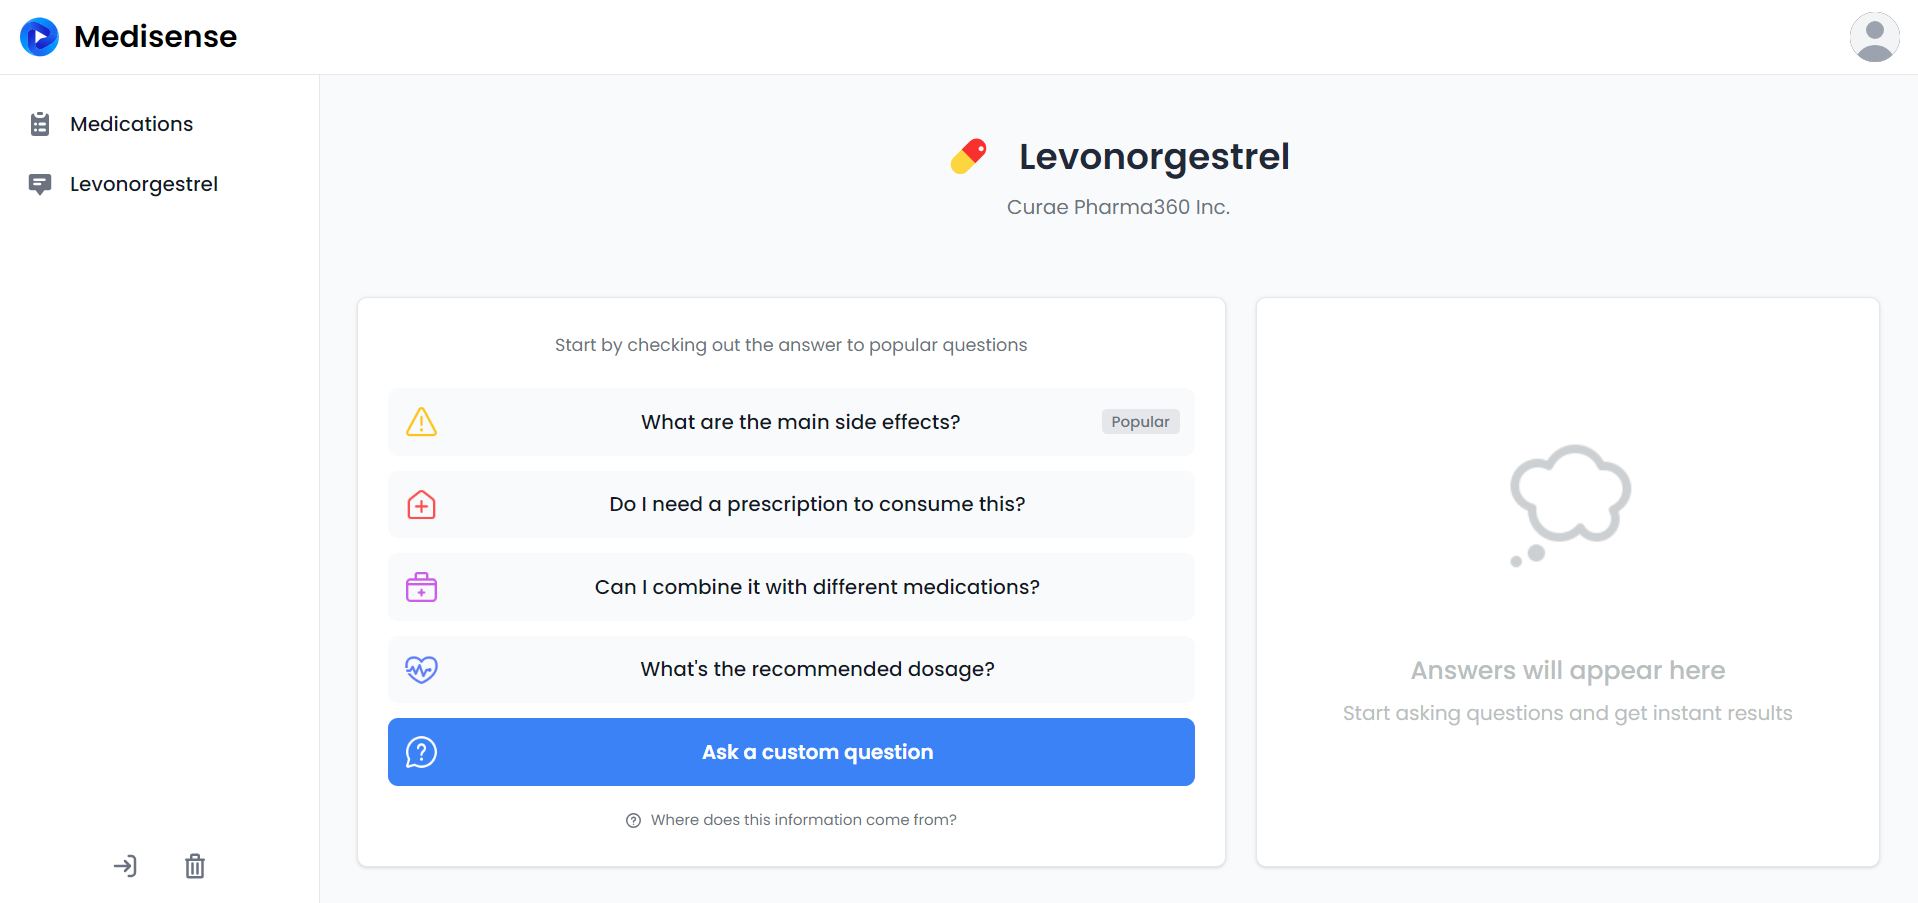 Medisense
Medications
Levonorgestrel
Levonorgestrel
Curae Pharma360 Inc.
Start by checking out the answer to popular questions
What are the main side effects?
Popular
Do I need a prescription to consume this?
Can I combine it with different medications?
What's the recommended dosage?
Ask a custom question
Where does this information come from?
Answers will appear here
Start asking questions and get instant results